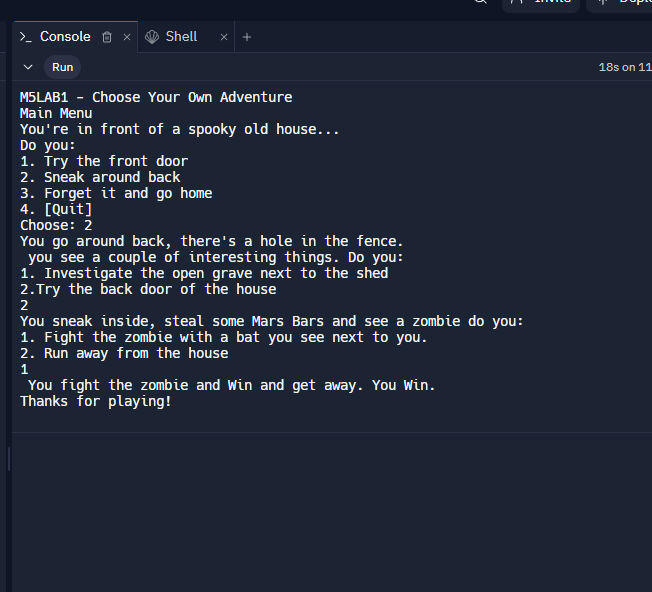 Console
Shell
Run
18s on 11
M5LAB1 - Choose Your Own Adventure
Main Menu
You're in front of a spooky old house...
Do you:
1. Try the front door
2. Sneak around back
3. Forget it and go home
4. [Quit]
Choose: 2
You go around back, there's a hole in the fence.
you see a couple of interesting things. Do you:
1. Investigate the open grave next to the shed
2.Try the back door of the house
2
You sneak inside, steal some Mars Bars and see a zombie do you:
1. Fight the zombie with a bat you see next to you.
2. Run away from the house
1
You fight the zombie and Win and get away. You Win.
Thanks for playing!